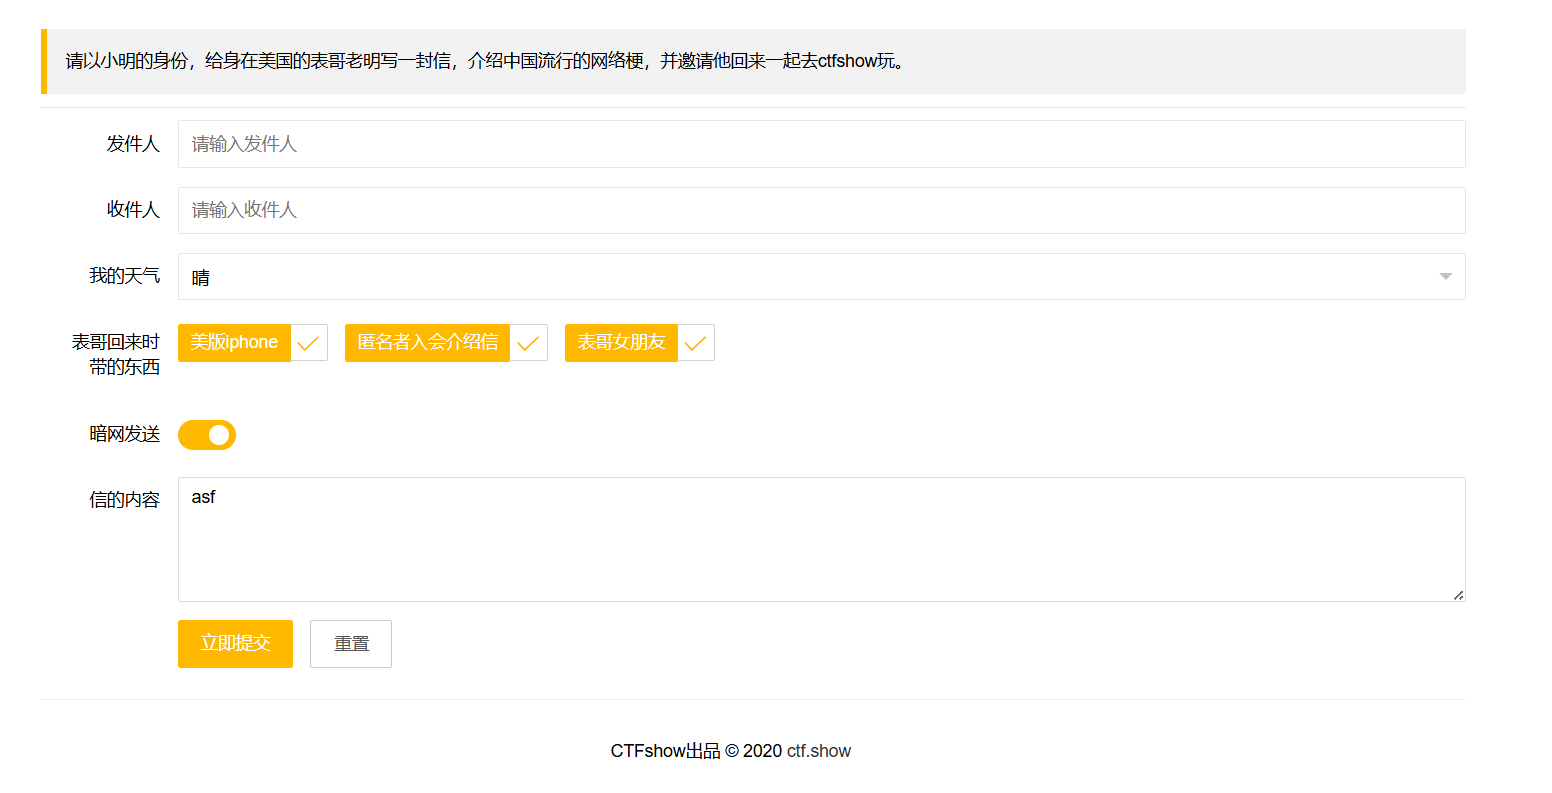 请以小明的身份，给身在美国的表哥老明写一封信，介绍中国流行的网络梗，并邀请他回来一起去ctfshow玩。
发件人 请输入发件人
收件人 请输入收件人
我的天气 晴
表哥回来时
带的东西
美版iphone 匿名者入会介绍信 表哥女朋友
暗网发送
信的内容 asf
立即提交 重置
CTFshow出品 © 2020 ctf.show